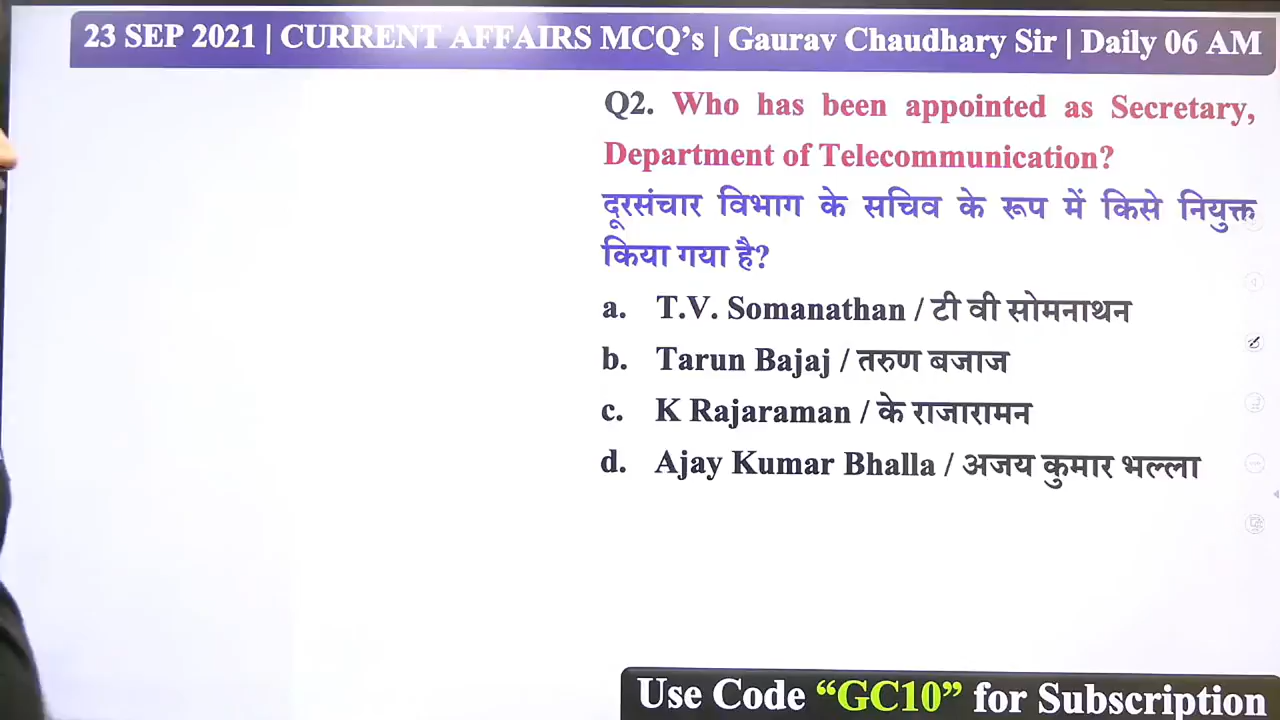 23 SEP 2021 | CURRENT AFFAIRS MCQ’s | Gaurav Chaudhary Sir | Daily 06 AM
Q2. Who has been appointed as Secretary,
Department of Telecommunication?
दूरसंचार विभाग के सचिव के रूप में किसे नियुक्त
किया गया है?
a. T.V. Somanathan / टी वी सोमनाथन
b. Tarun Bajaj / तरुण बजाज
c. K Rajaraman / के राजारामन
d. Ajay Kumar Bhalla / अजय कुमार भल्ला
Use Code “GC10” for Subscription